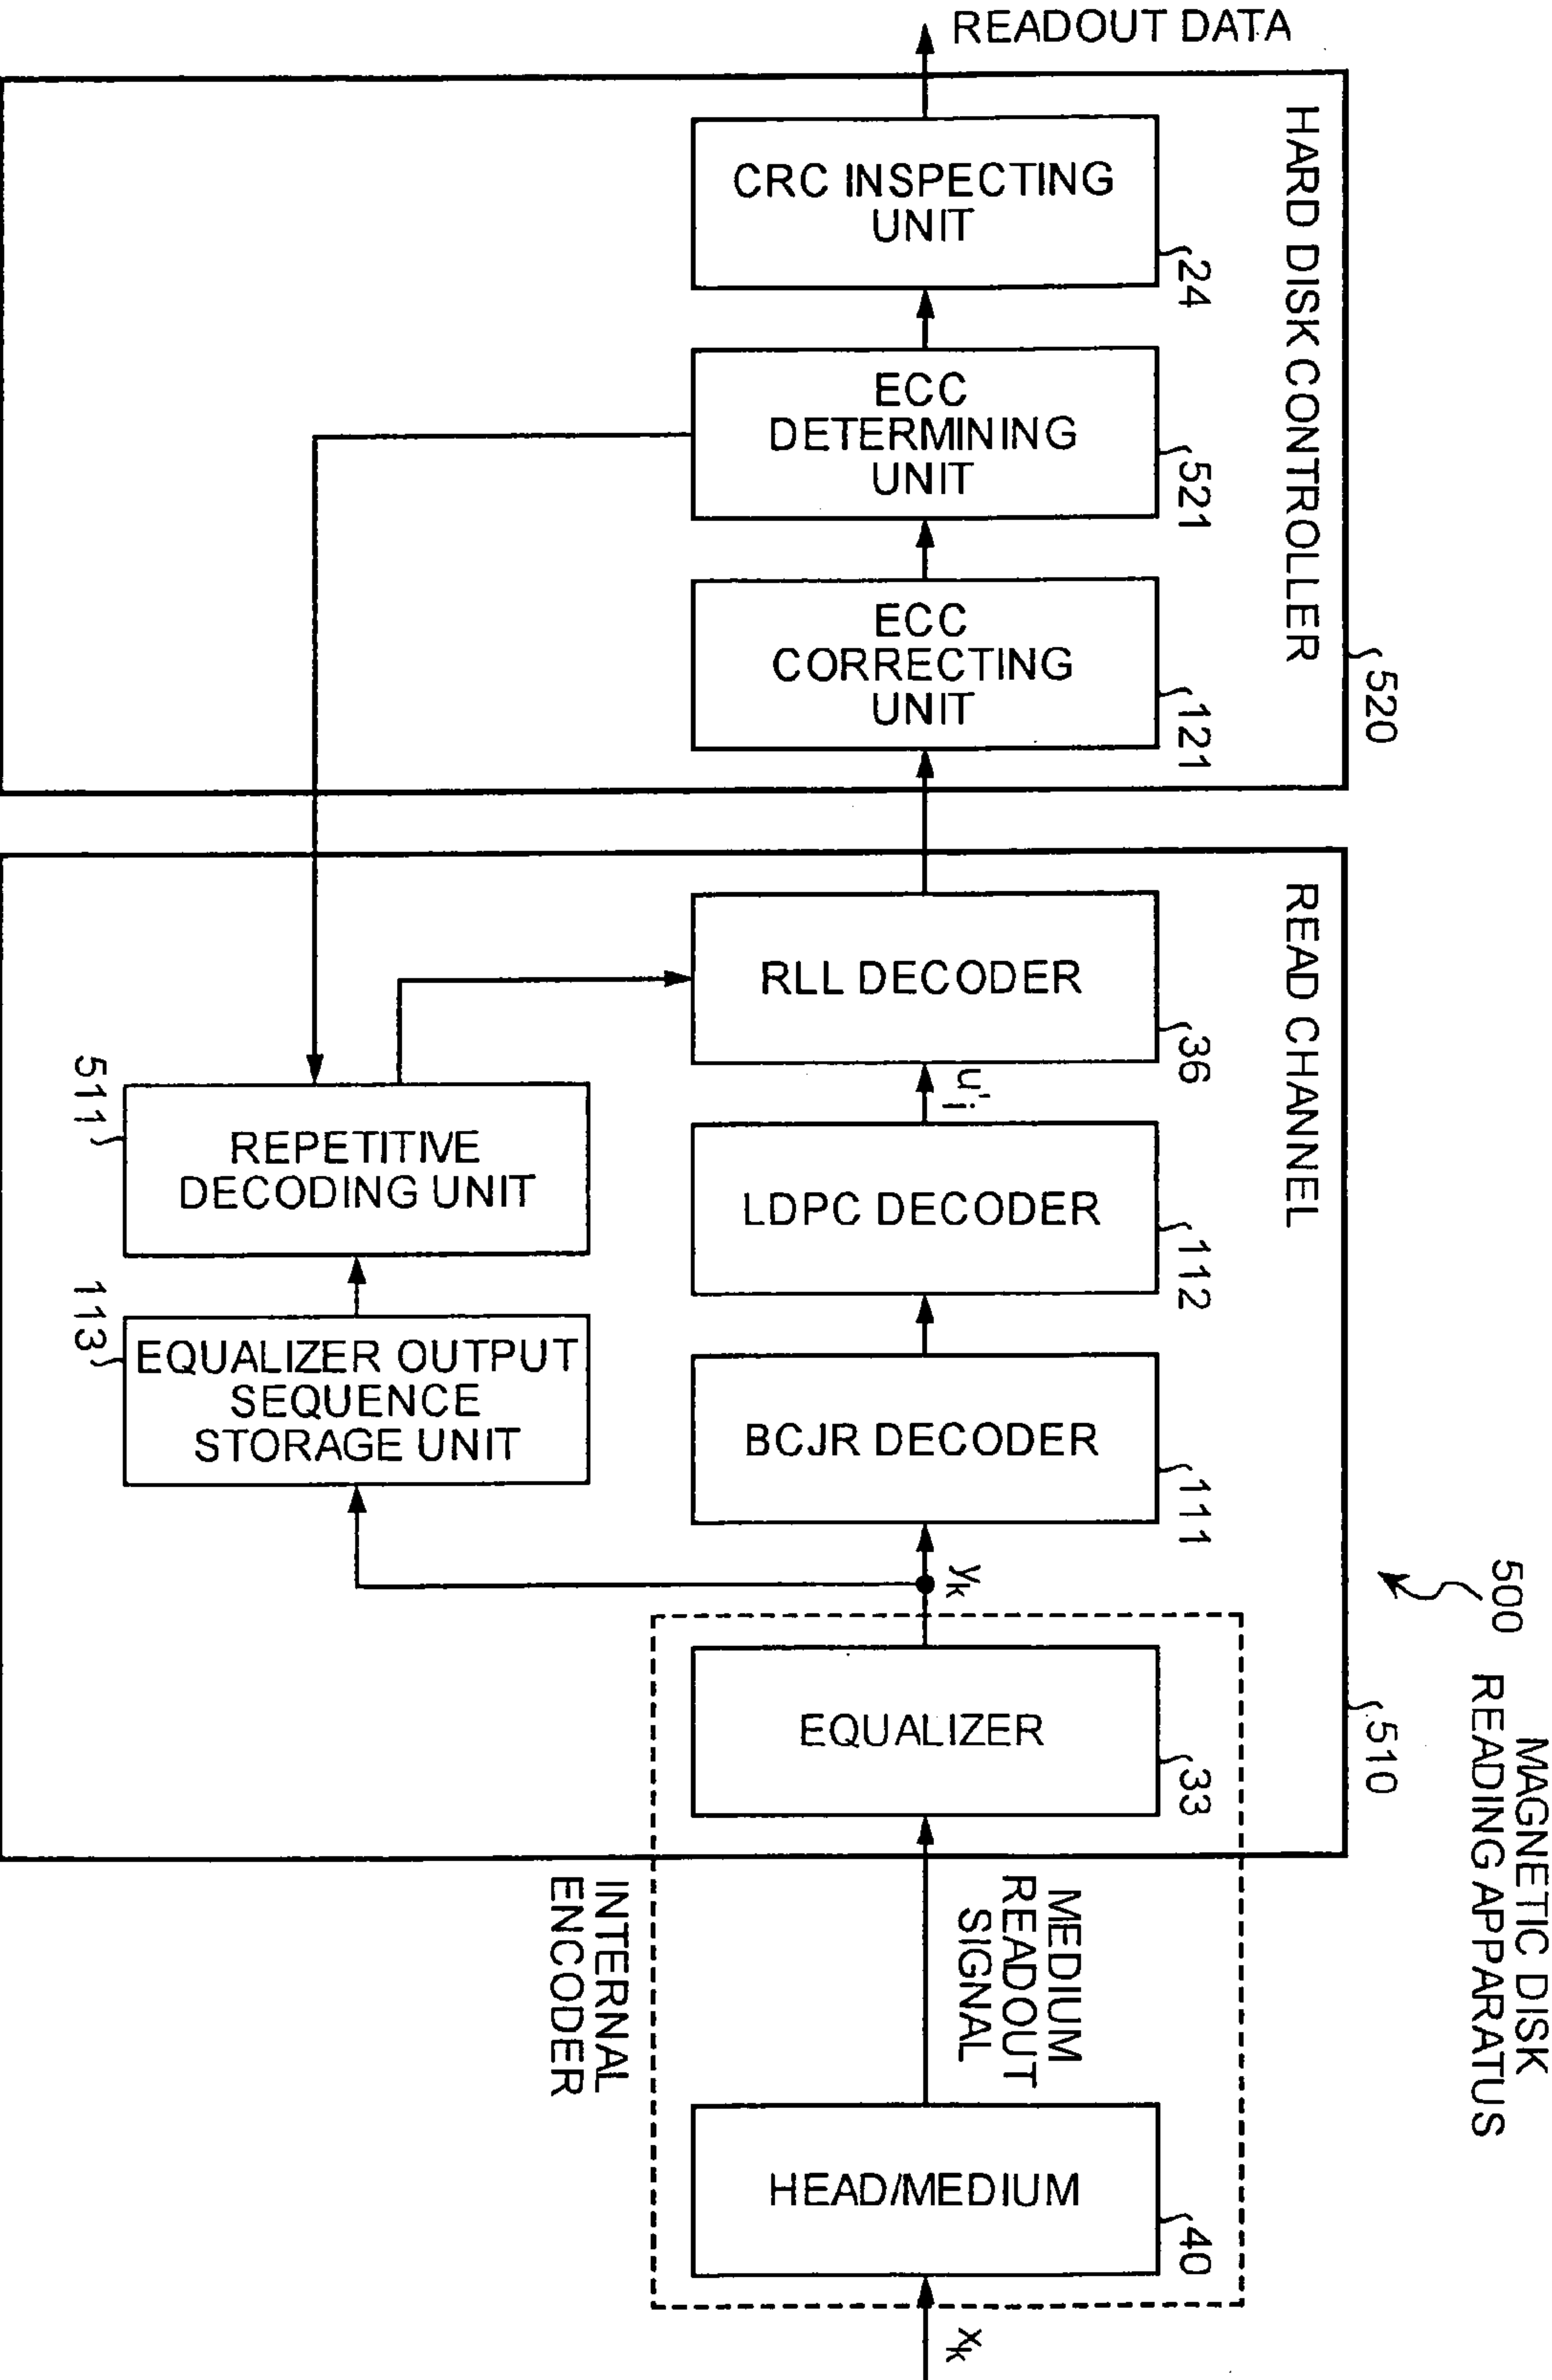 READOUT DATA
HARD DISK CONTROLLER
520
CRC INSPECTING
UNIT
24
ECC
DETERMINING
UNIT
521
ECC
CORRECTING
UNIT
121
READ CHANNEL
510
RLL DECODER
36
u'i
LDPC DECODER
112
BCJR DECODER
111
REPETITIVE
DECODING UNIT
511
EQUALIZER OUTPUT
SEQUENCE
STORAGE UNIT
113
yk
EQUALIZER
33
500
MAGNETIC DISK
READING APPARATUS
MEDIUM
READOUT
SIGNAL
INTERNAL
ENCODER
HEAD/MEDIUM
40
xk